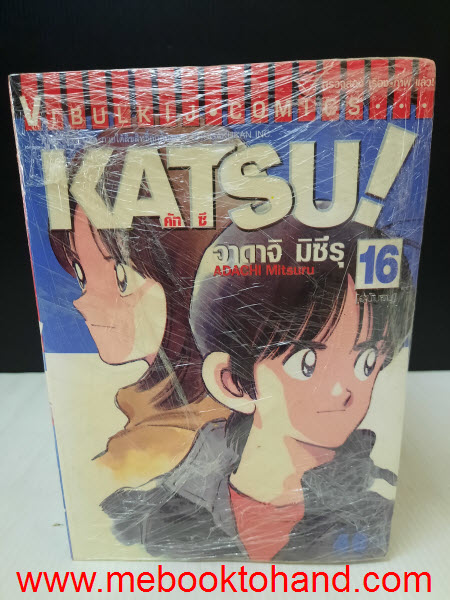 VIBULKIJ COMICS
KATSU!
คัทซึ
อาดาจิ มิซึรุ
ADACHI Mitsuru
16
www.mebooktohand.com